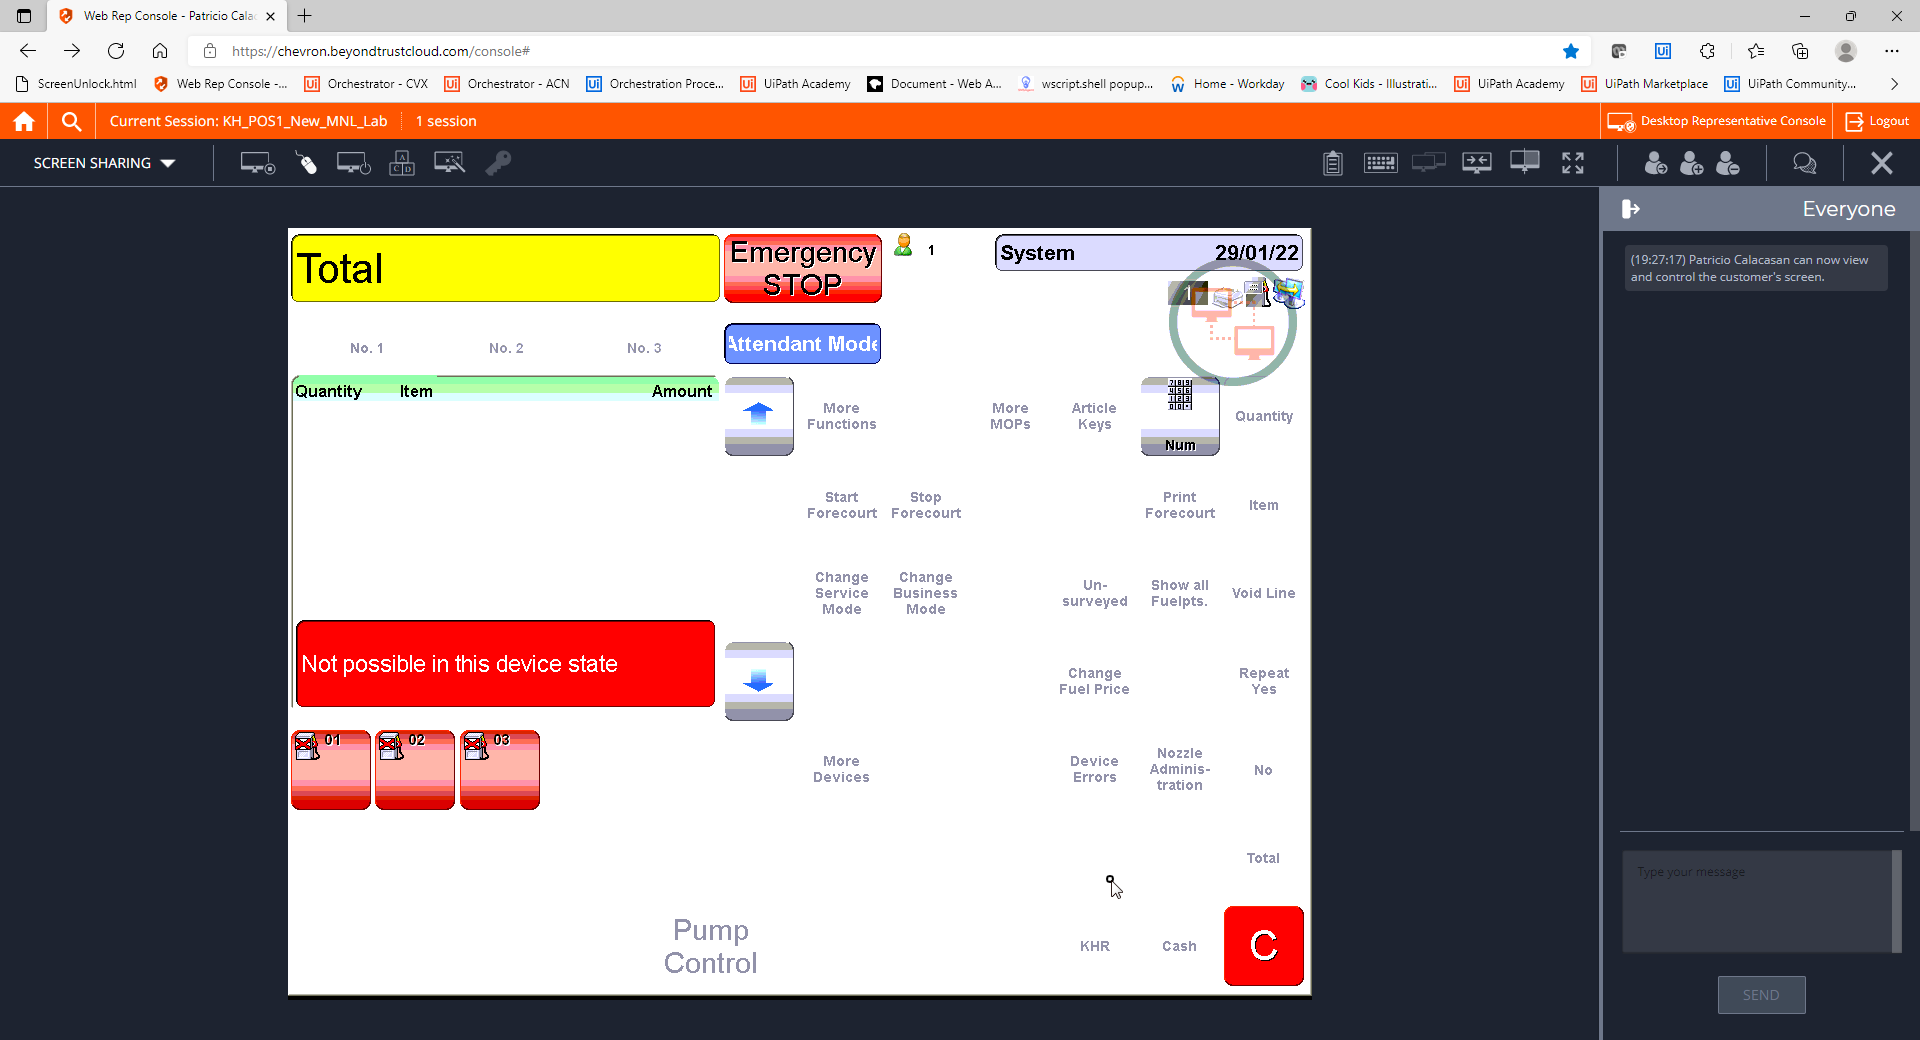 Web Rep Console - Patricio Cala
https://chevron.beyondtrustcloud.com/console#
ScreenUnlock.html
Web Rep Console -...
Orchestrator - CVX
Orchestrator - ACN
Orchestration Proce...
UiPath Academy
Document - Web A...
wscript.shell popup...
Home - Workday
Cool Kids - Illustrati...
UiPath Academy
UiPath Marketplace
UiPath Community...
Current Session: KH_POS1_New_MNL_Lab
1 session
Desktop Representative Console
Logout
SCREEN SHARING
Everyone
(19:27:17) Patricio Calacasan can now view
and control the customer's screen.
Total
Emergency
STOP
1
System
29/01/22
1
No. 1
No. 2
No. 3
Attendant Mode
Quantity
Item
Amount
More
Functions
More
MOPs
Article
Keys
Num
Quantity
Start
Forecourt
Stop
Forecourt
Print
Forecourt
Item
Change
Service
Mode
Change
Business
Mode
Un-
surveyed
Show all
Fuelpts.
Void Line
Not possible in this device state
Change
Fuel Price
Repeat
Yes
01
02
03
More
Devices
Device
Errors
Nozzle
Adminis-
tration
No
Total
Type your message
Pump
Control
KHR
Cash
C
SEND